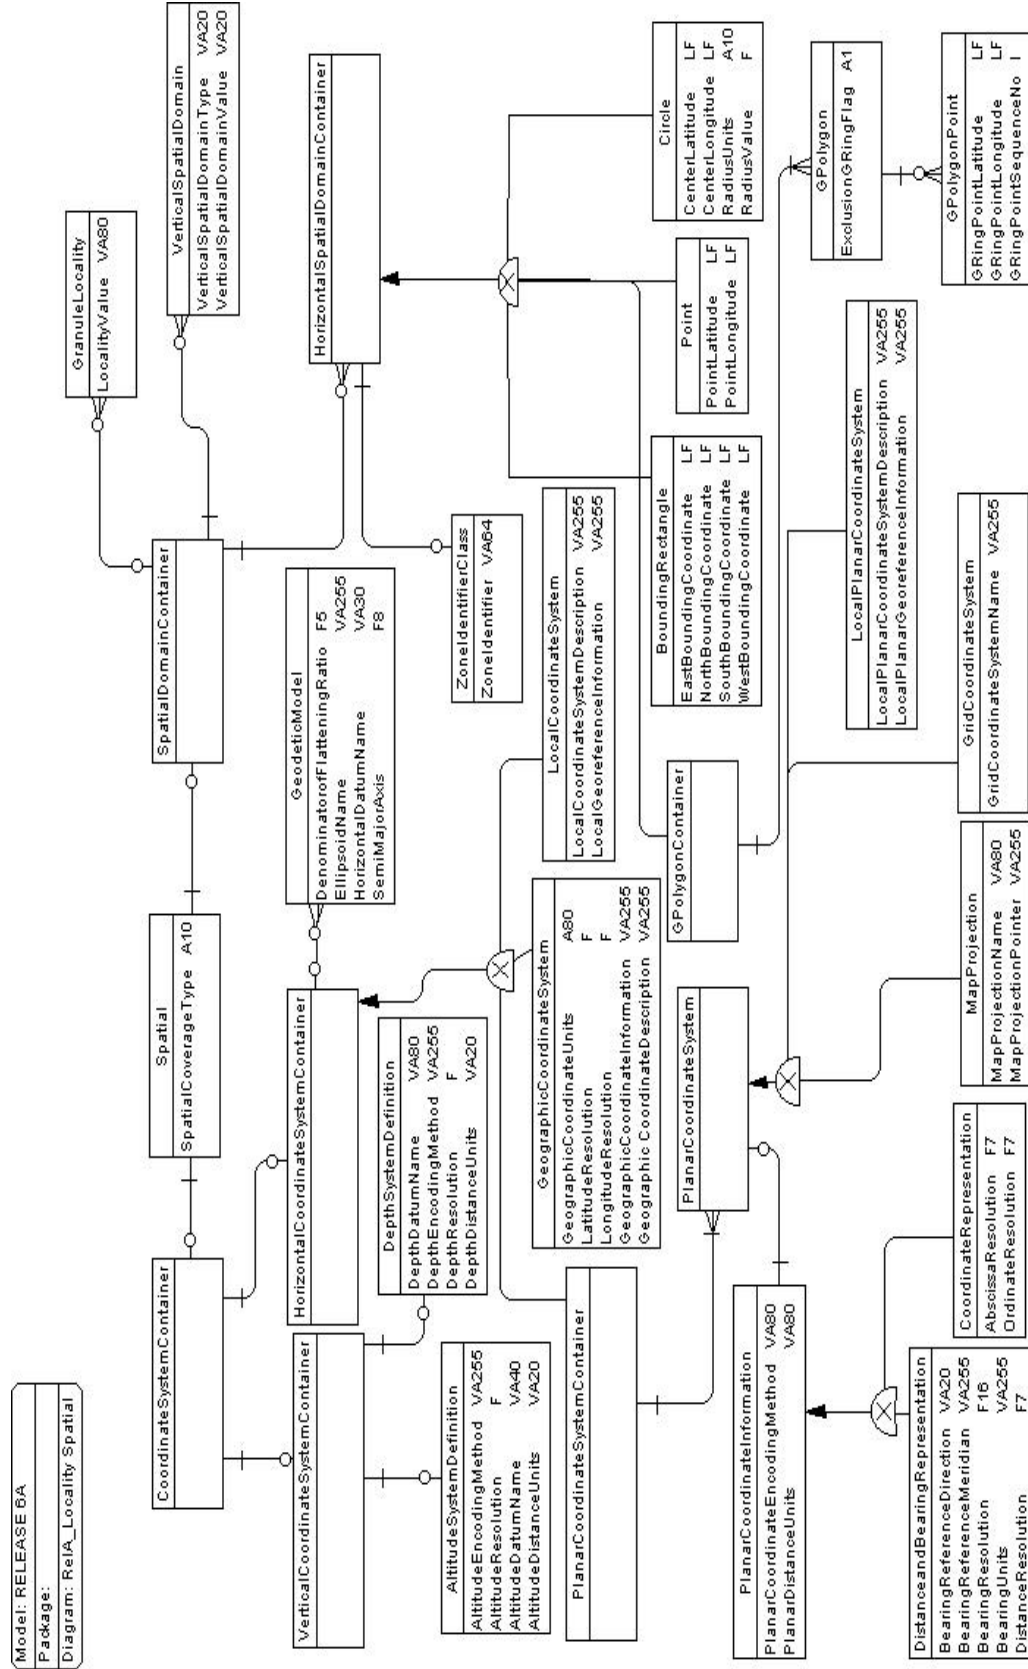 Model: RELEASE 6A
Package:
Diagram: RelA_Locality Spatial
GranuleLocality
LocalityValue VA80
VerticalSpatialDomain
VerticalSpatialDomainType VA20
VerticalSpatialDomainValue VA20
SpatialDomainContainer
Spatial
SpatialCoverageType A10
CoordinateSystemContainer
HorizontalSpatialDomainContainer
GeodeticModel
DenominatorofFlatteningRatio F5
EllipsoidName VA255
HorizontalDatumName VA30
SemiMajorAxis F8
HorizontalCoordinateSystemContainer
VerticalCoordinateSystemContainer
ZoneIdentifierClass
ZoneIdentifier VA64
DepthSystemDefinition
DepthDatumName VA80
DepthEncodingMethod VA255
DepthResolution F
DepthDistanceUnits VA20
AltitudeSystemDefinition
AltitudeEncodingMethod VA255
AltitudeResolution F
AltitudeDatumName VA40
AltitudeDistanceUnits VA20
LocalCoordinateSystem
LocalCoordinateSystemDescription VA255
LocalGeoreferenceInformation VA255
GeographicCoordinateSystem
GeographicCoordinateUnits A80
LatitudeResolution F
LongitudeResolution F
GeographicCoordinateInformation VA255
Geographic CoordinateDescription VA255
PlanarCoordinateSystemContainer
Circle
CenterLatitude LF
CenterLongitude LF
RadiusUnits A10
RadiusValue F
Point
PointLatitude LF
PointLongitude LF
BoundingRectangle
EastBoundingCoordinate LF
NorthBoundingCoordinate LF
SouthBoundingCoordinate LF
WestBoundingCoordinate LF
GPolygonContainer
PlanarCoordinateSystem
PlanarCoordinateInformation
PlanarCoordinateEncodingMethod VA80
PlanarDistanceUnits VA80
GPolygon
ExclusionGRingFlag A1
GPolygonPoint
GRingPointLatitude LF
GRingPointLongitude LF
GRingPointSequenceNo I
LocalPlanarCoordinateSystem
LocalPlanarCoordinateSystemDescription VA255
LocalPlanarGeoreferenceInformation VA255
GridCoordinateSystem
GridCoordinateSystemName VA255
MapProjection
MapProjectionName VA80
MapProjectionPointer VA255
CoordinateRepresentation
AbscissaResolution F7
OrdinateResolution F7
DistanceandBearingRepresentation
BearingReferenceDirection VA20
BearingReferenceMeridian VA255
BearingResolution F16
BearingUnits VA255
DistanceResolution F7